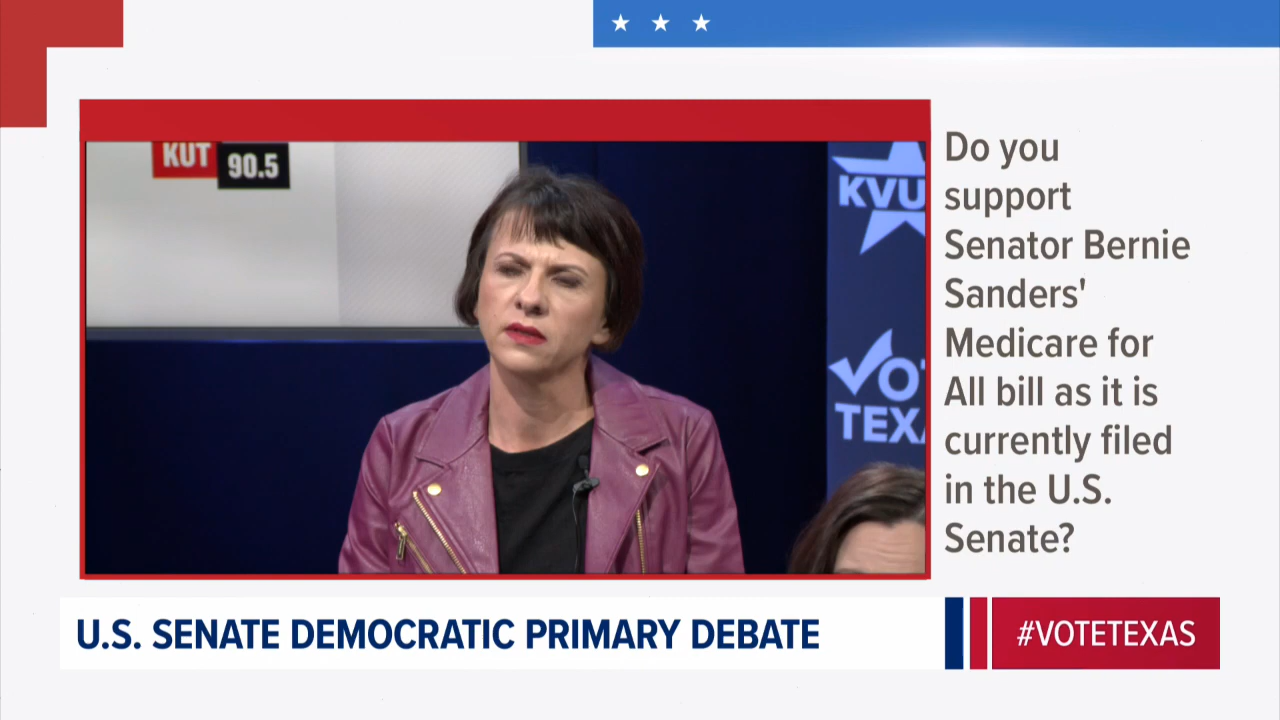 KUT
90.5
KVU
VO
TEXA
Do you
support
Senator Bernie
Sanders'
Medicare for
All bill as it is
currently filed
in the U.S.
Senate?
U.S. SENATE DEMOCRATIC PRIMARY DEBATE
#VOTETEXAS